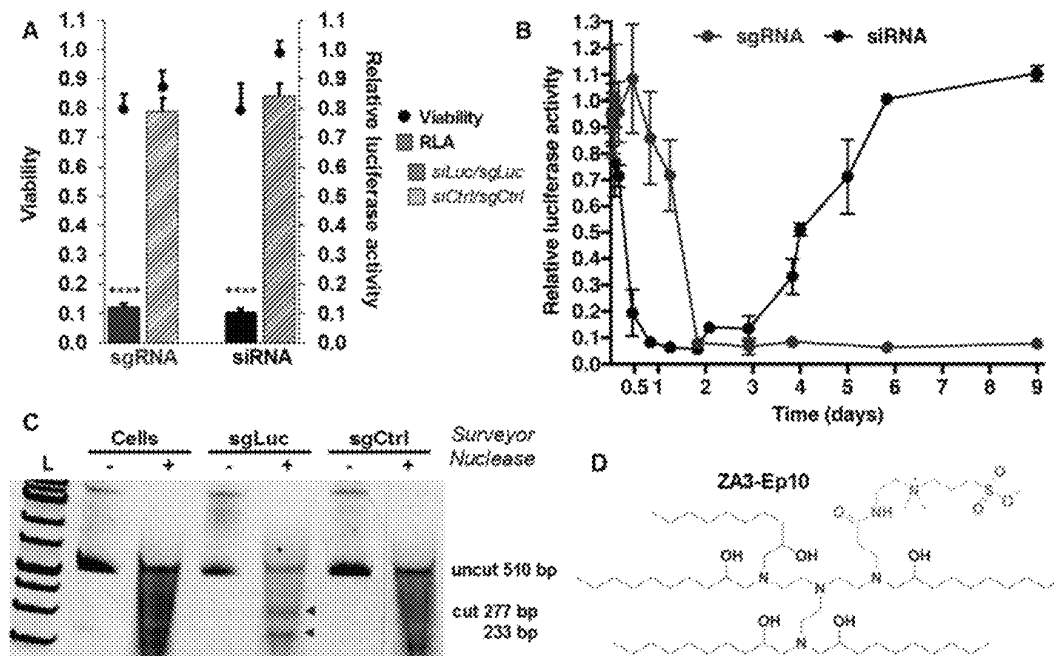 A
1.1 1.1
1.0 1.0
0.9 0.9
0.8 0.8
0.7 0.7
0.6 0.6
0.5 0.5
0.4 0.4
0.3 0.3
0.2 0.2
0.1 0.1
0.0 0.0
Viability
Relative luciferase activity
**** ****
sgRNA siRNA
Viability
RLA
siLuc/sgLuc
siCtrl/sgCtrl
B
sgRNA siRNA
1.3
1.2
1.1
1.0
0.9
0.8
0.7
0.6
0.5
0.4
0.3
0.2
0.1
0.0
Relative luciferase activity
0.5 1 2 3 4 5 6 7 8 9
Time (days)
C
Cells sgLuc sgCtrl Surveyor
L - + - + - + Nuclease
uncut 510 bp
cut 277 bp
233 bp
D
ZA3-Ep10
O NH N S O O O-
OH OH OH
N N
N
OH OH
N